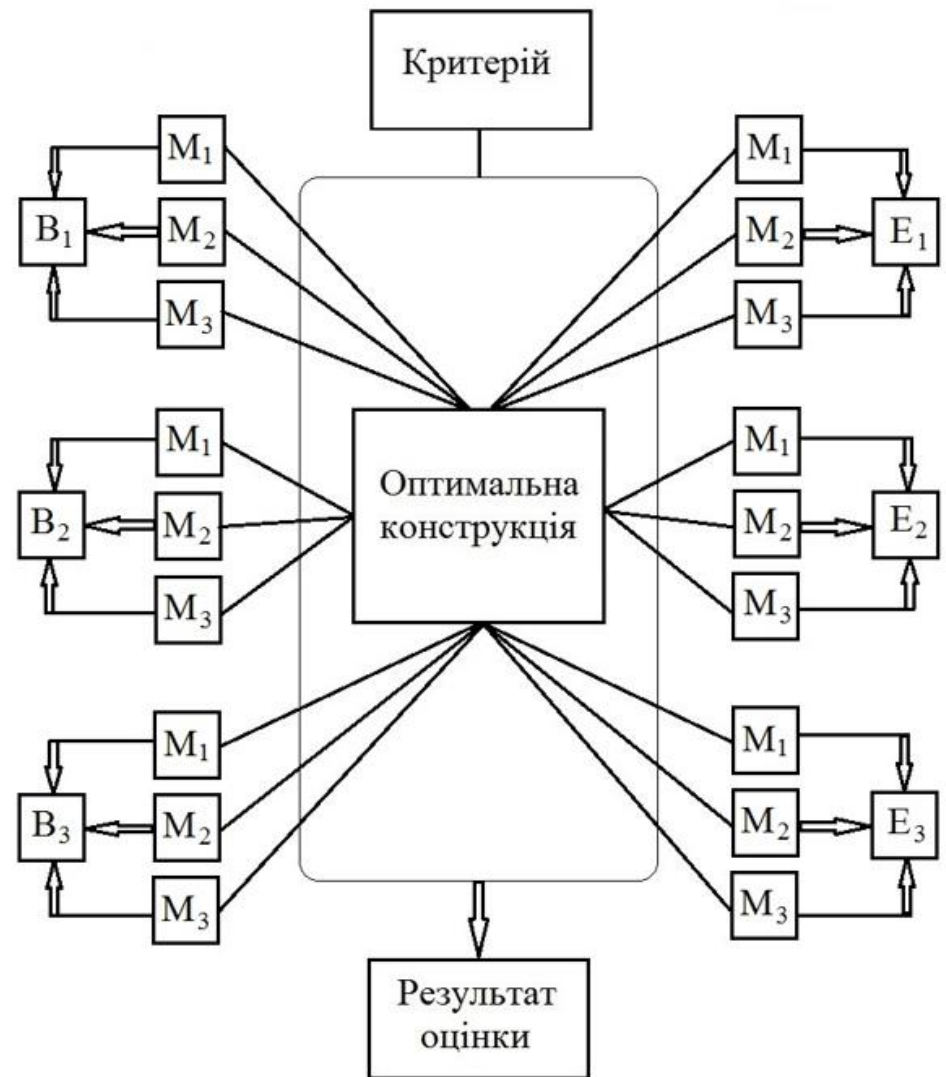 Критерій
M₁
M₁
B₁
M₂
M₂
E₁
M₃
M₃
M₁
M₁
Оптимальна
конструкція
B₂
M₂
M₂
E₂
M₃
M₃
M₁
M₁
B₃
M₂
M₂
E₃
M₃
M₃
Результат
оцінки